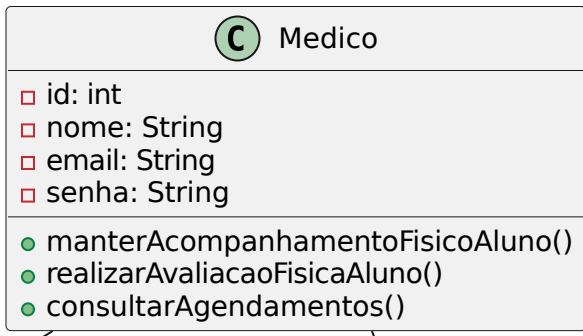 C Medico
id: int
nome: String
email: String
senha: String
manterAcompanhamentoFisicoAluno()
realizarAvaliacaoFisicaAluno()
consultarAgendamentos()